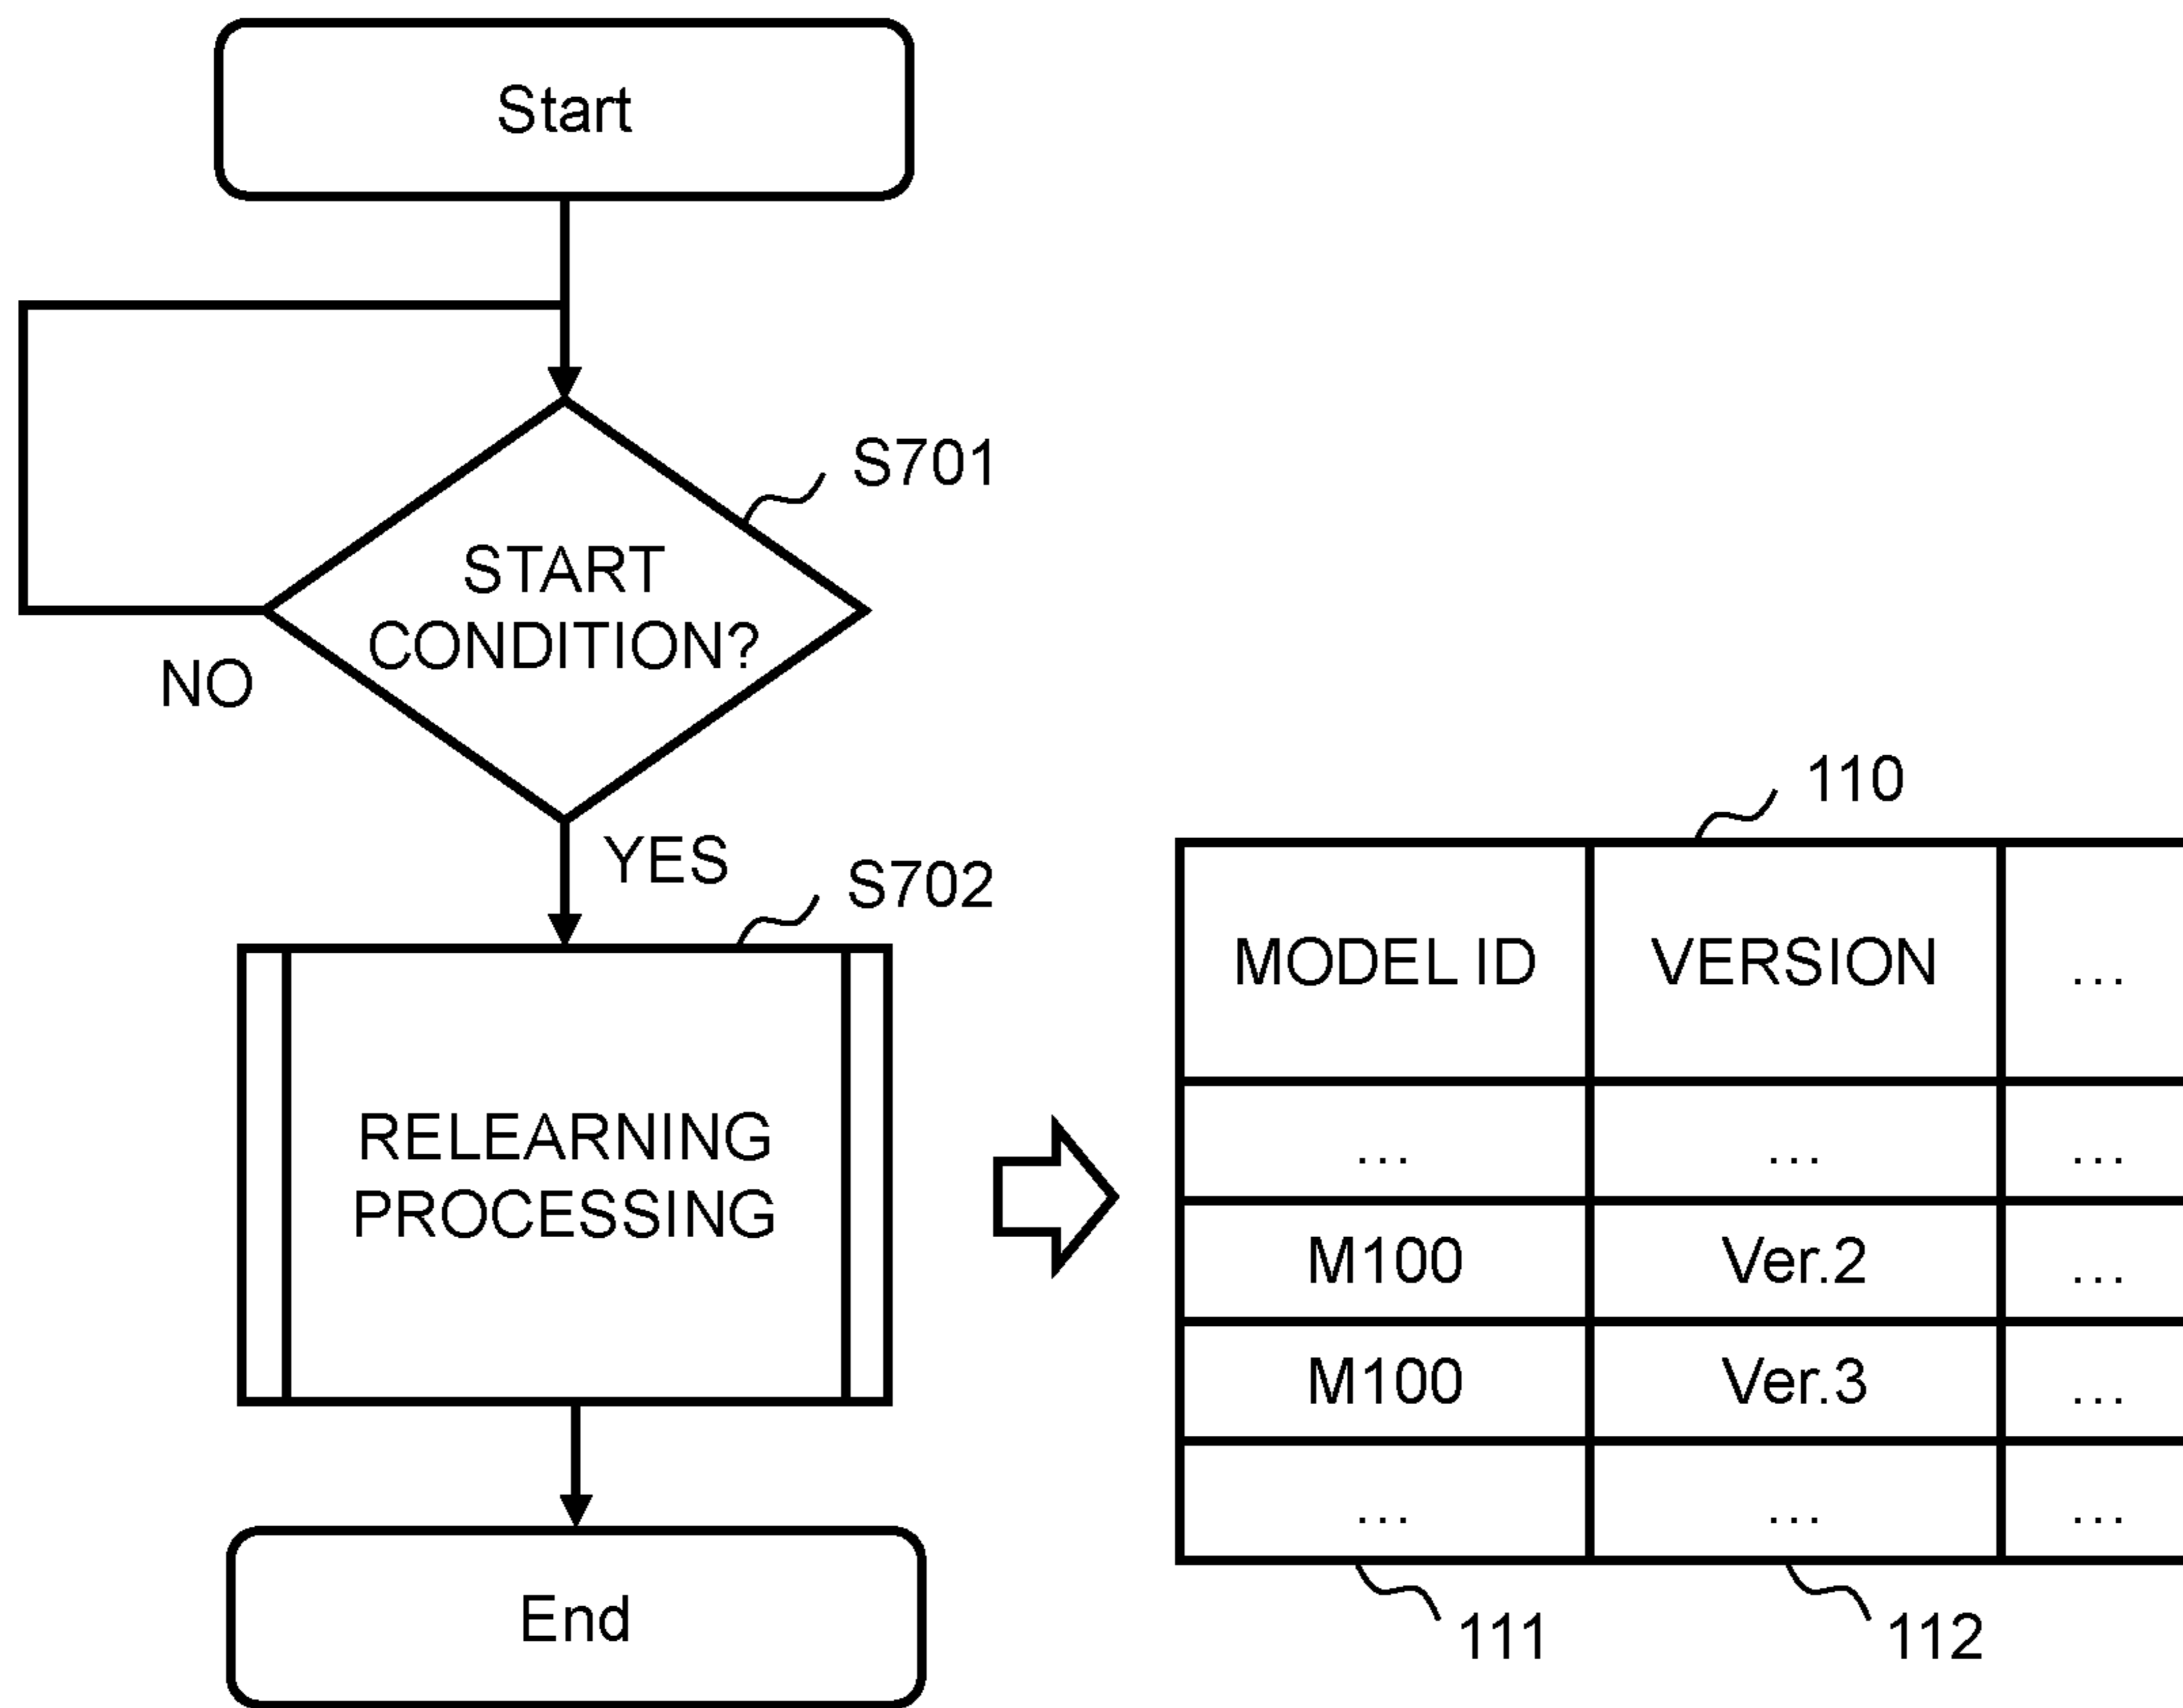 Start
S701
START
CONDITION?
NO
YES
S702
RELEARNING
PROCESSING
End
110
MODEL ID VERSION ...
... ... ...
M100 Ver.2 ...
M100 Ver.3 ...
... ... ...
111 112